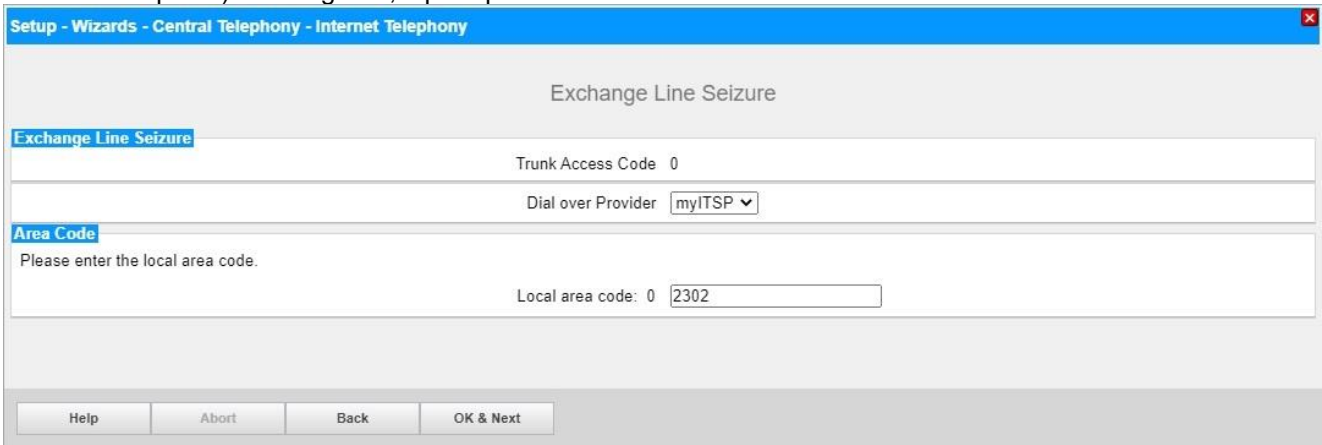 Setup - Wizards - Central Telephony - Internet Telephony
Exchange Line Seizure
Exchange Line Seizure
Trunk Access Code 0
Dial over Provider myITSP
Area Code
Please enter the local area code.
Local area code: 0 2302
Help Abort Back OK & Next